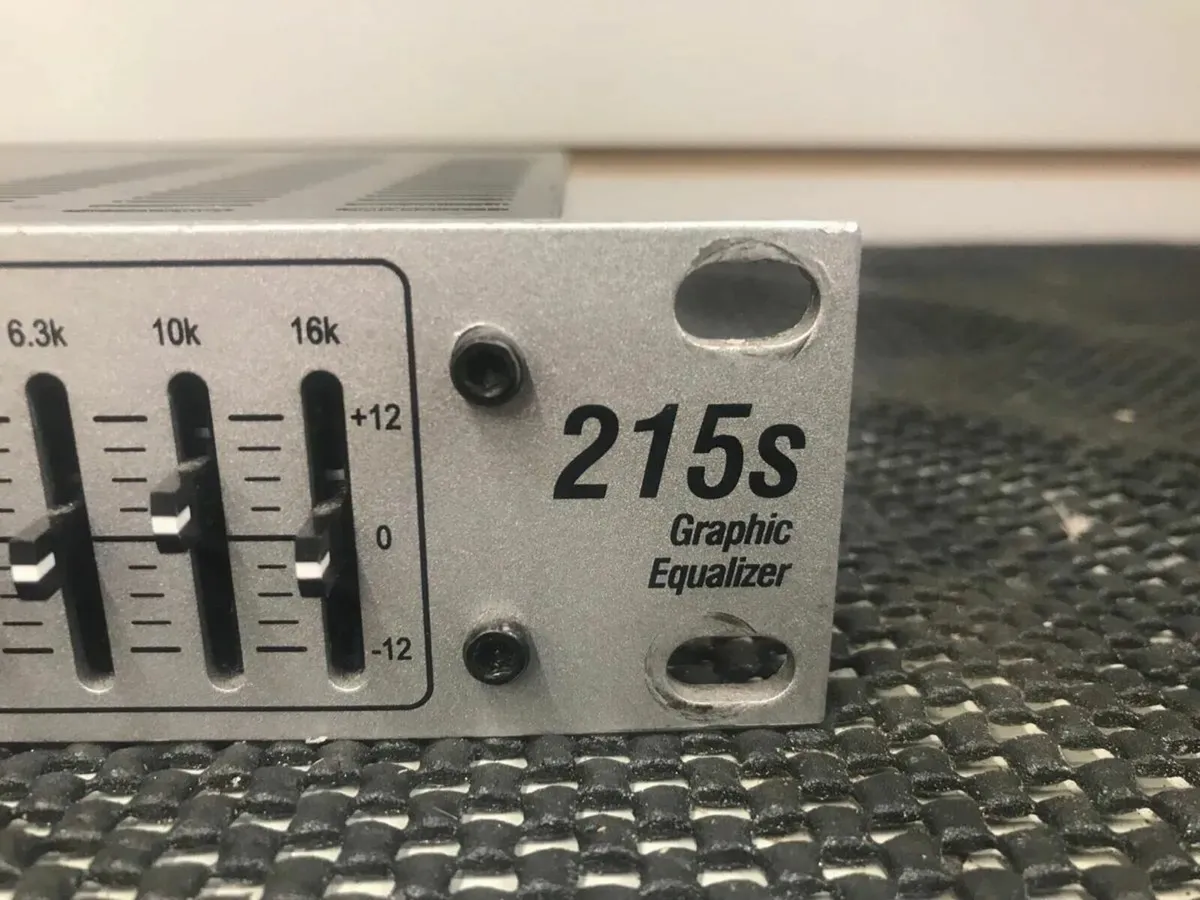 6.3k 10k 16k
+12
0
-12
215s
Graphic
Equalizer